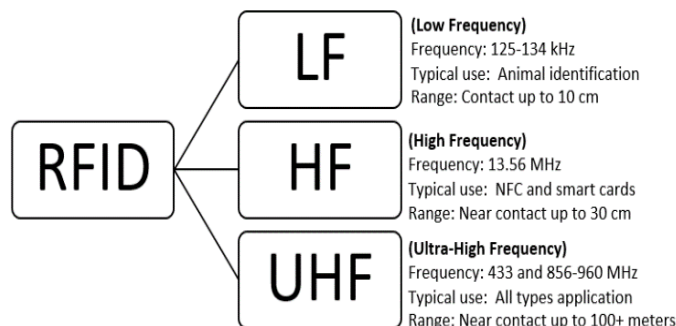 RFID
LF
(Low Frequency)
Frequency: 125-134 kHz
Typical use: Animal identification
Range: Contact up to 10 cm
HF
(High Frequency)
Frequency: 13.56 MHz
Typical use: NFC and smart cards
Range: Near contact up to 30 cm
UHF
(Ultra-High Frequency)
Frequency: 433 and 856-960 MHz
Typical use: All types application
Range: Near contact up to 100+ meters